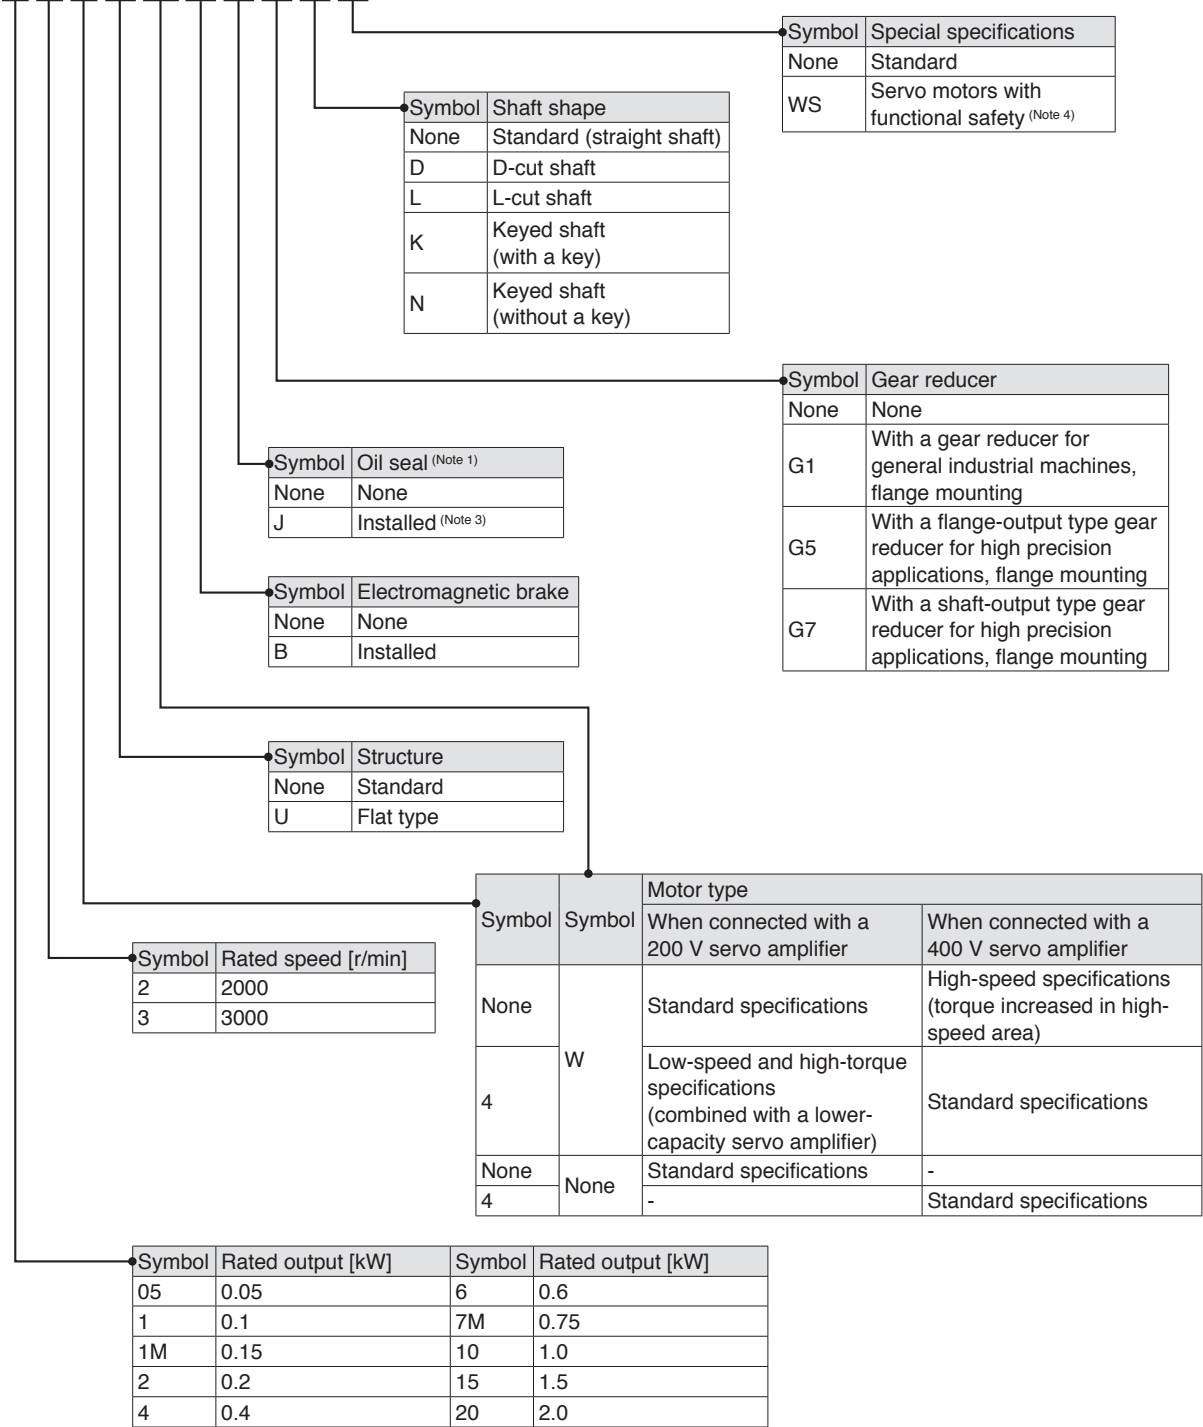 Symbol Special specifications
None Standard
WS Servo motors with
functional safety (Note 4)
Symbol Shaft shape
None Standard (straight shaft)
D D-cut shaft
L L-cut shaft
K Keyed shaft
(with a key)
N Keyed shaft
(without a key)
Symbol Gear reducer
None None
G1 With a gear reducer for
general industrial machines,
flange mounting
G5 With a flange-output type gear
reducer for high precision
applications, flange mounting
G7 With a shaft-output type gear
reducer for high precision
applications, flange mounting
Symbol Oil seal (Note 1)
None None
J Installed (Note 3)
Symbol Electromagnetic brake
None None
B Installed
Symbol Structure
None Standard
U Flat type
Symbol Symbol Motor type
When connected with a
200 V servo amplifier
When connected with a
400 V servo amplifier
None W Standard specifications
High-speed specifications
(torque increased in high-
speed area)
4 Low-speed and high-torque
specifications
(combined with a lower-
capacity servo amplifier)
Standard specifications
None None Standard specifications -
4 - Standard specifications
Symbol Rated speed [r/min]
2 2000
3 3000
Symbol Rated output [kW] Symbol Rated output [kW]
05 0.05 6 0.6
1 0.1 7M 0.75
1M 0.15 10 1.0
2 0.2 15 1.5
4 0.4 20 2.0